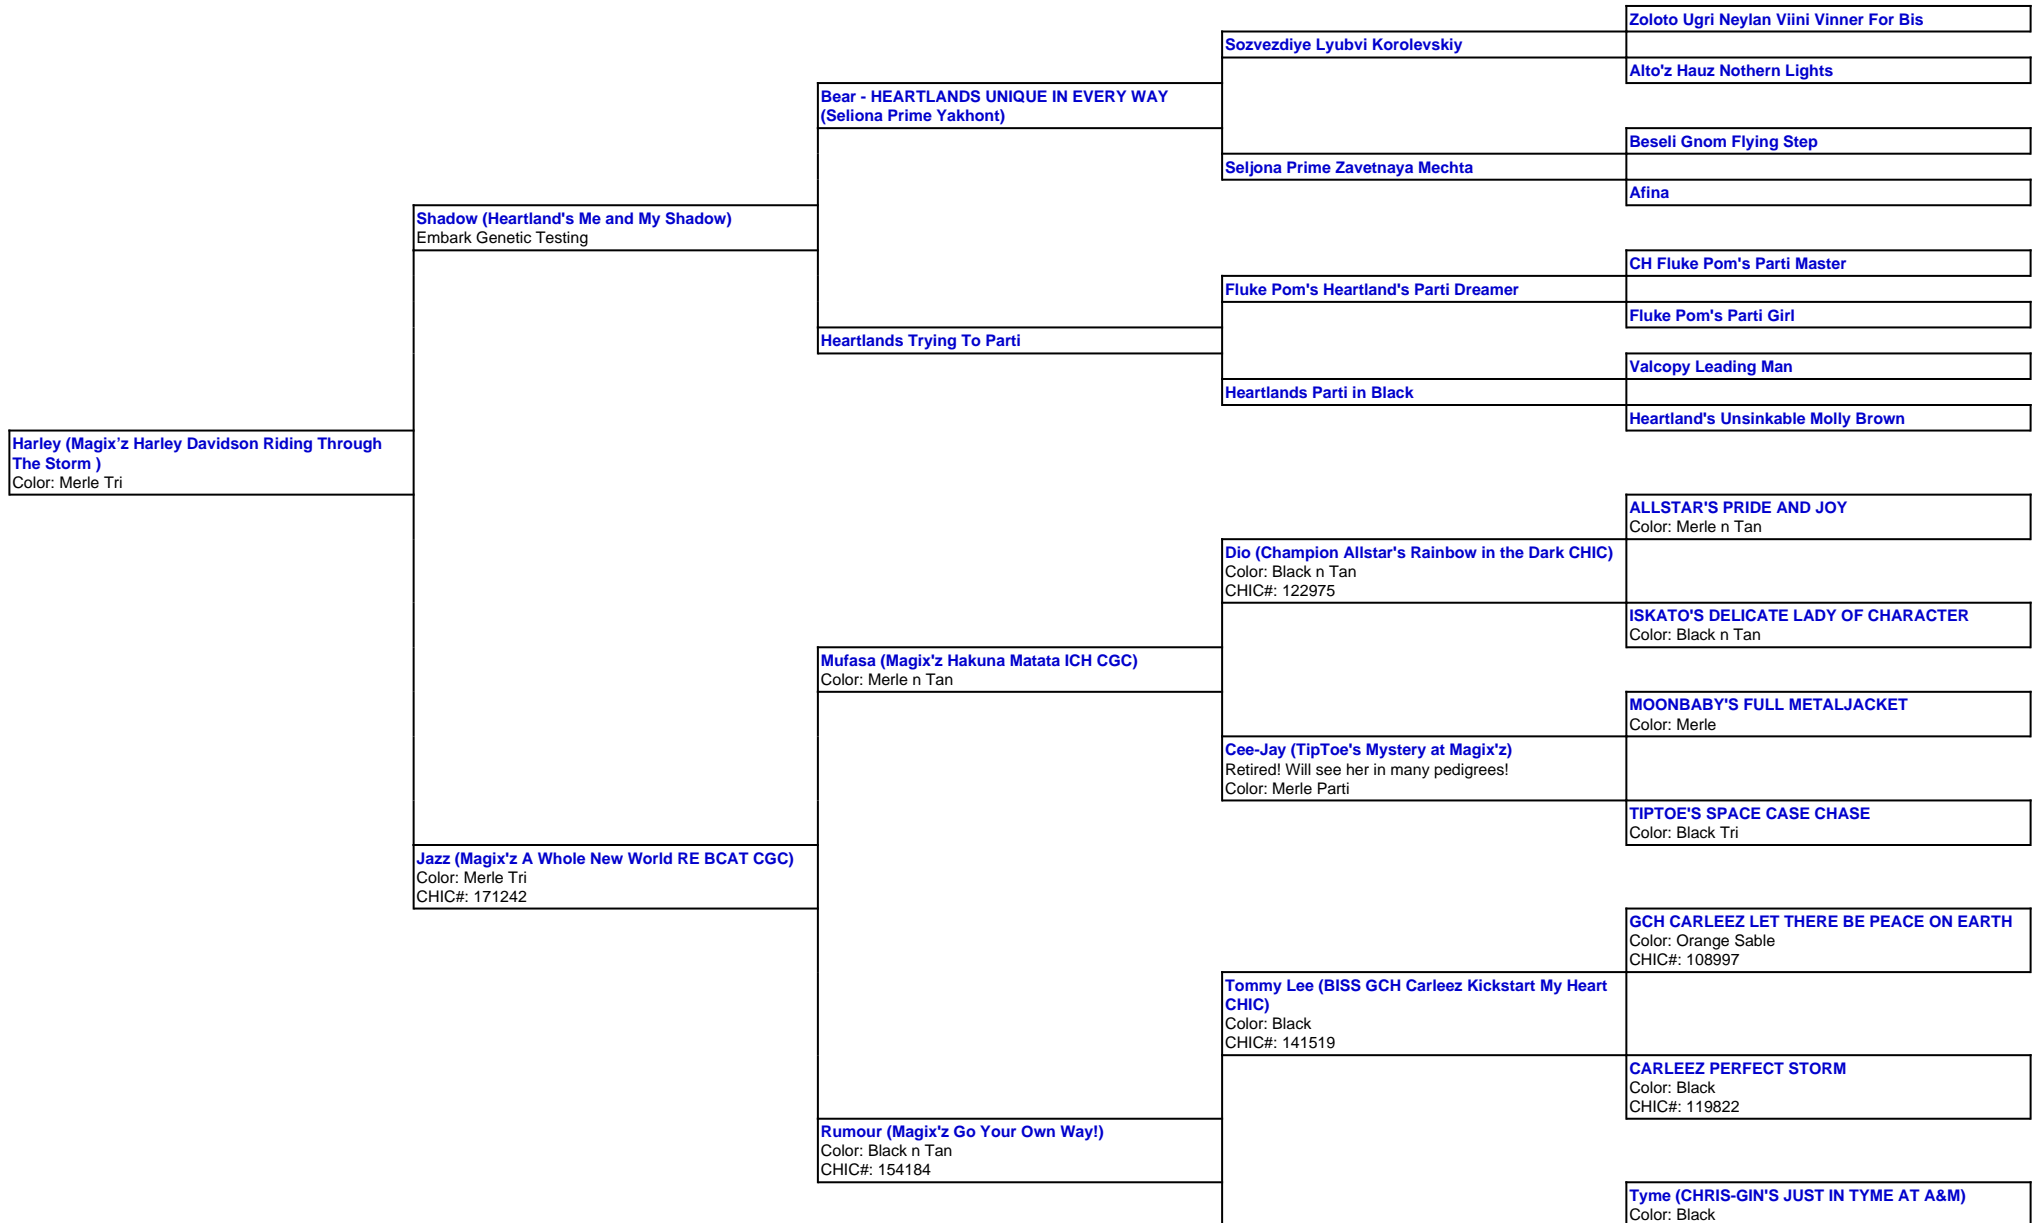 Zoloto Ugri Neylan Viini Vinner For Bis
Sozvezdiye Lyubvi Korolevskiy
Alto'z Hauz Nothern Lights
Bear - HEARTLANDS UNIQUE IN EVERY WAY
(Seliona Prime Yakhont)
Beseli Gnom Flying Step
Seljona Prime Zavetnaya Mechta
Afina
Shadow (Heartland's Me and My Shadow)
Embark Genetic Testing
CH Fluke Pom's Parti Master
Fluke Pom's Heartland's Parti Dreamer
Fluke Pom's Parti Girl
Heartlands Trying To Parti
Valcopy Leading Man
Heartlands Parti in Black
Heartland's Unsinkable Molly Brown
Harley (Magix’z Harley Davidson Riding Through
The Storm )
Color: Merle Tri
ALLSTAR'S PRIDE AND JOY
Color: Merle n Tan
Dio (Champion Allstar's Rainbow in the Dark CHIC)
Color: Black n Tan
CHIC#: 122975
ISKATO'S DELICATE LADY OF CHARACTER
Color: Black n Tan
Mufasa (Magix'z Hakuna Matata ICH CGC)
Color: Merle n Tan
MOONBABY'S FULL METALJACKET
Color: Merle
Cee-Jay (TipToe's Mystery at Magix'z)
Retired! Will see her in many pedigrees!
Color: Merle Parti
TIPTOE'S SPACE CASE CHASE
Color: Black Tri
Jazz (Magix'z A Whole New World RE BCAT CGC)
Color: Merle Tri
CHIC#: 171242
GCH CARLEEZ LET THERE BE PEACE ON EARTH
Color: Orange Sable
CHIC#: 108997
Tommy Lee (BISS GCH Carleez Kickstart My Heart
CHIC)
Color: Black
CHIC#: 141519
CARLEEZ PERFECT STORM
Color: Black
CHIC#: 119822
Rumour (Magix'z Go Your Own Way!)
Color: Black n Tan
CHIC#: 154184
Tyme (CHRIS-GIN'S JUST IN TYME AT A&M)
Color: Black